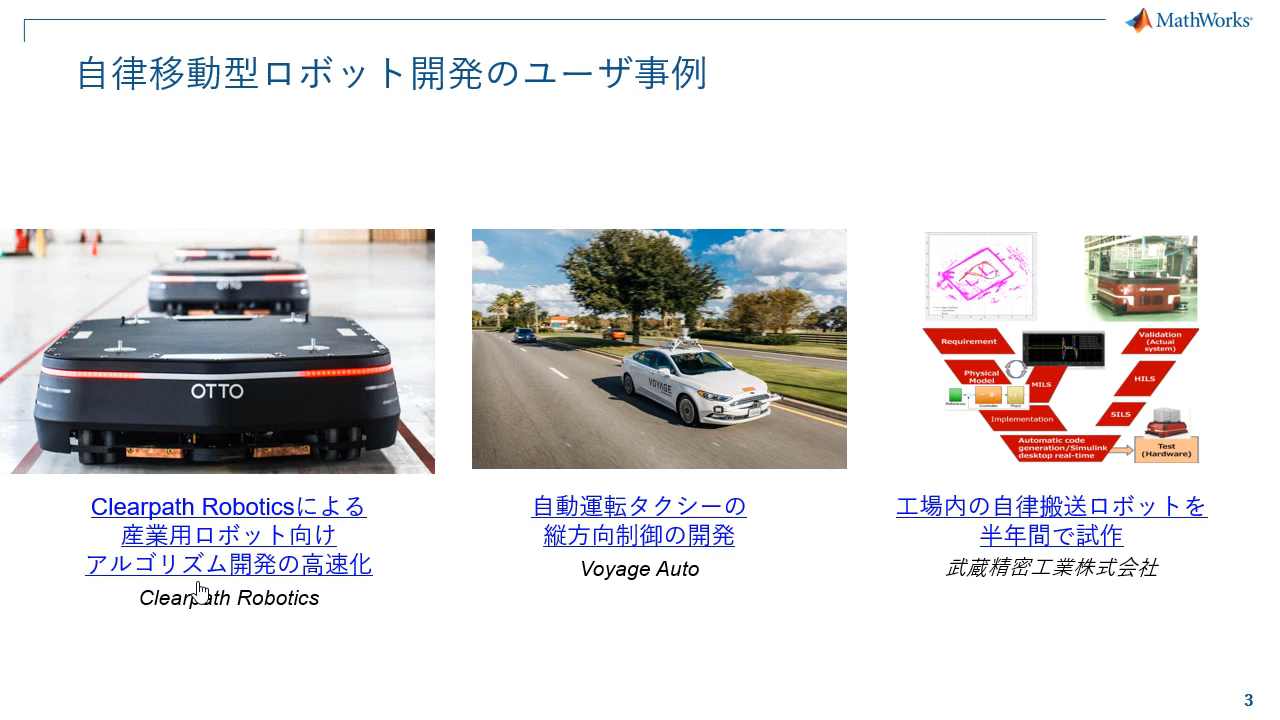 MathWorks®
自律移動型ロボット開発のユーザ事例
OTTO
OTTO
VOYAGE
Requirement
Validation
(Actual
system)
Physical
Model
MILS
HILS
Reference
Controller
Plant
Implementation
SILS
Automatic code
generation/Simulink
desktop real-time
Test
(Hardware)
Clearpath Roboticsによる
産業用ロボット向け
アルゴリズム開発の高速化
Clearpath Robotics
自動運転タクシーの
縦方向制御の開発
Voyage Auto
工場内の自律搬送ロボットを
半年間で試作
武蔵精密工業株式会社
3